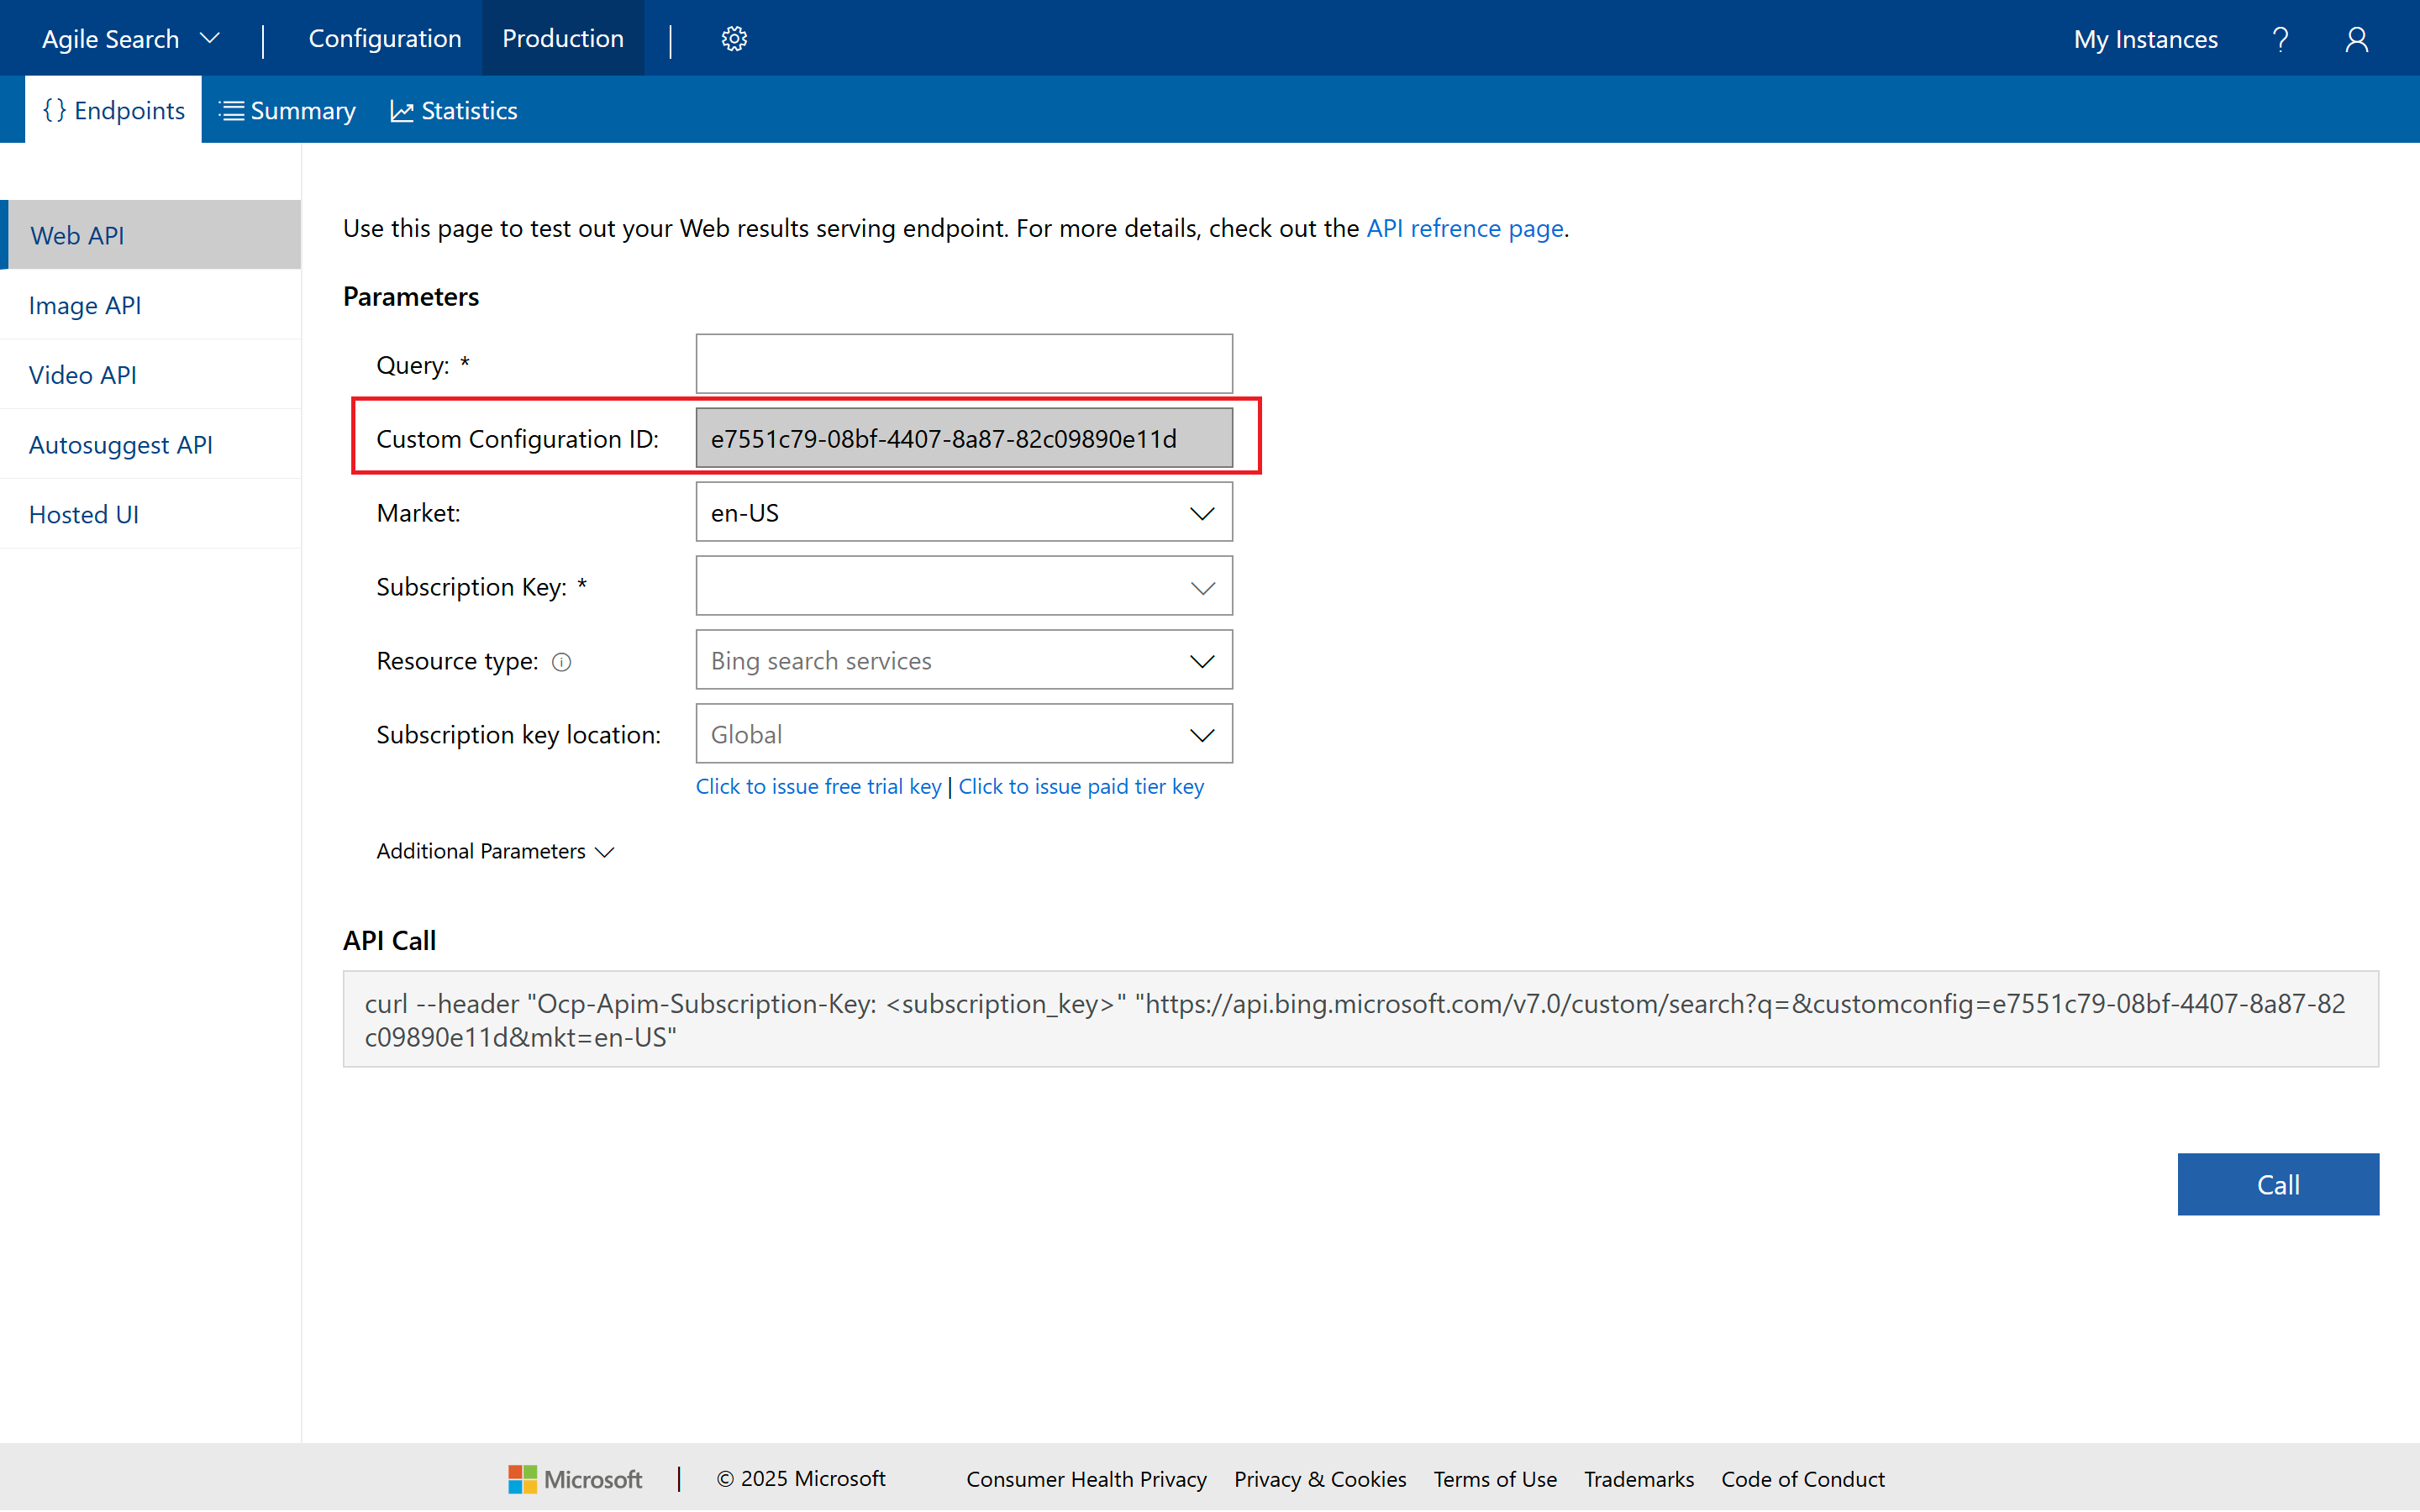 Agile Search
Configuration
Production
My Instances
?
{} Endpoints
Summary
Statistics
Web API
Image API
Video API
Autosuggest API
Hosted UI
Use this page to test out your Web results serving endpoint. For more details, check out the API refrence page.
Parameters
Query: *
Custom Configuration ID: e7551c79-08bf-4407-8a87-82c09890e11d
Market: en-US
Subscription Key: *
Resource type: Bing search services
Subscription key location: Global
Click to issue free trial key | Click to issue paid tier key
Additional Parameters
API Call
curl --header "Ocp-Apim-Subscription-Key: <subscription_key>" "https://api.bing.microsoft.com/v7.0/custom/search?q=&customconfig=e7551c79-08bf-4407-8a87-82
c09890e11d&mkt=en-US"
Call
Microsoft | © 2025 Microsoft Consumer Health Privacy Privacy & Cookies Terms of Use Trademarks Code of Conduct